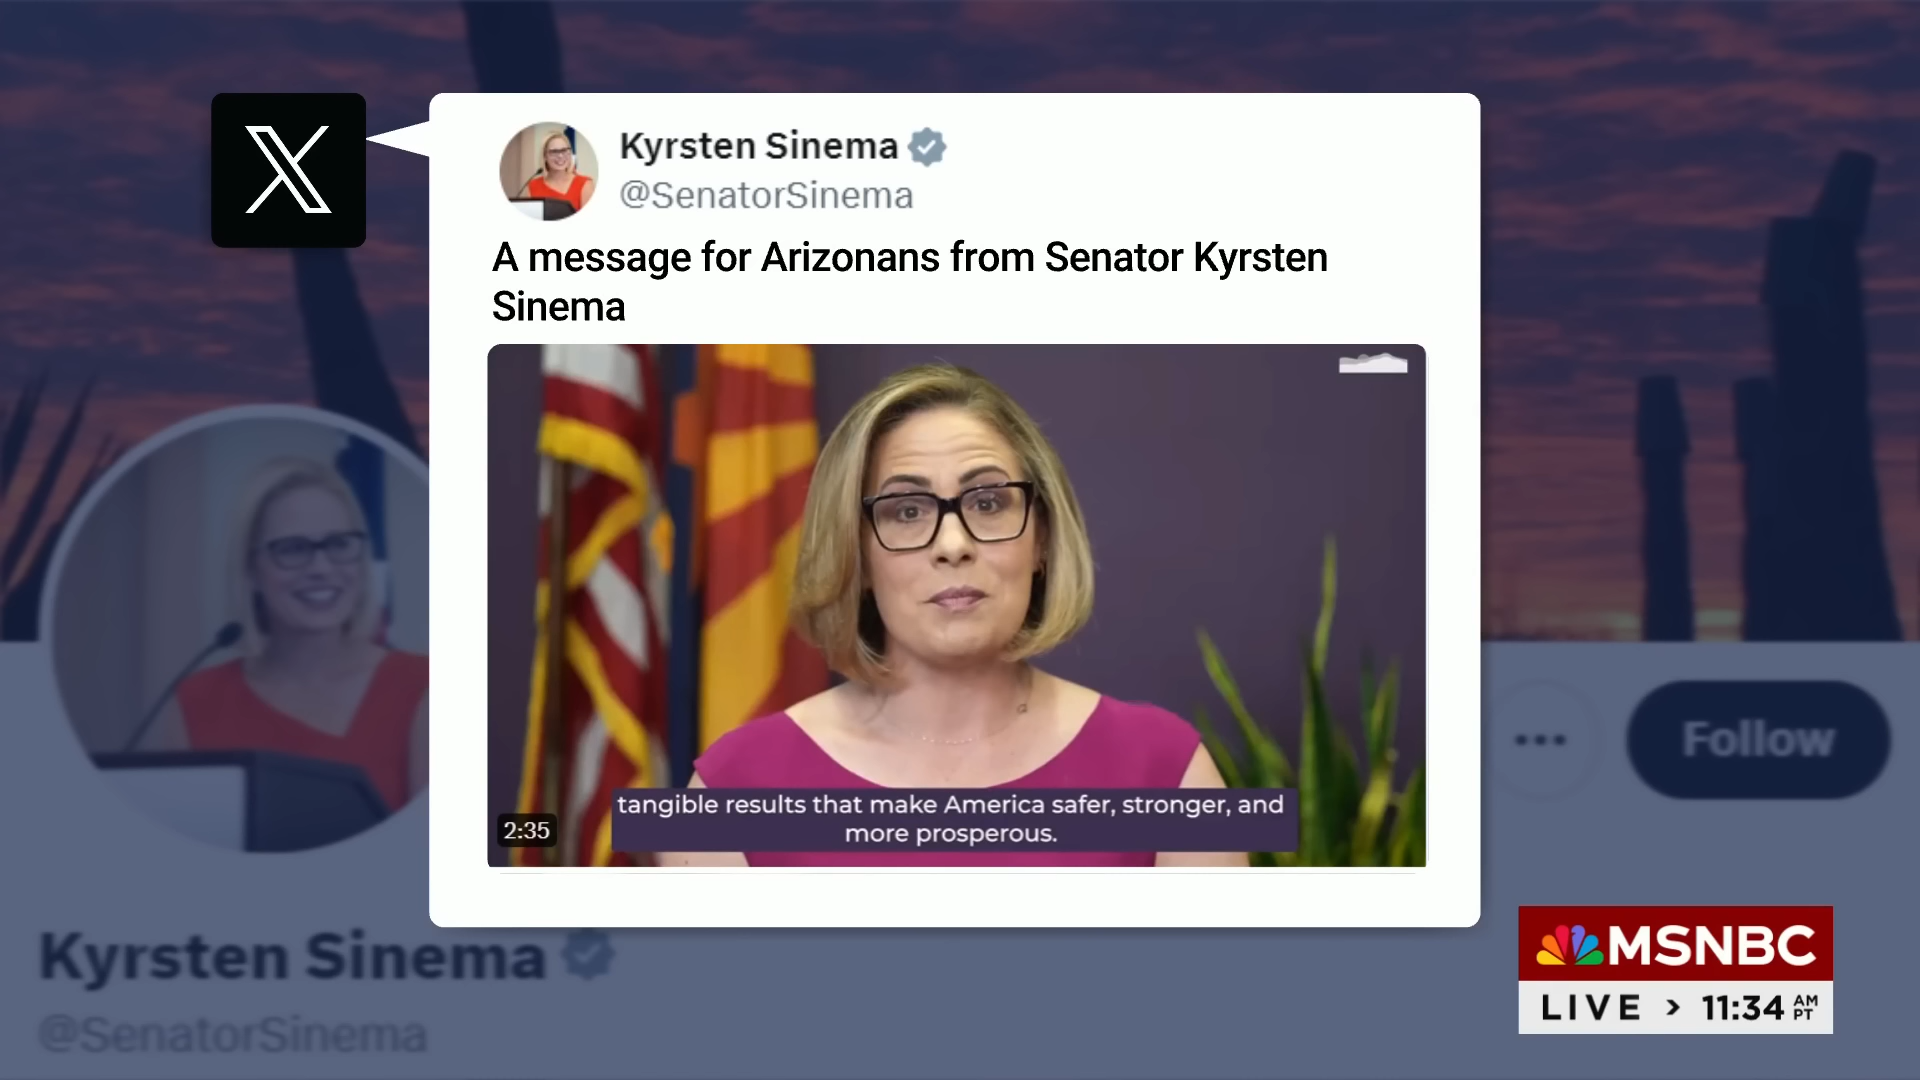 X
Kyrsten Sinema
@SenatorSinema
A message for Arizonans from Senator Kyrsten
Sinema
tangible results that make America safer, stronger, and
more prosperous.
2:35
Follow
Kyrsten Sinema
@SenatorSinema
MSNBC
LIVE > 11:34 AM PT